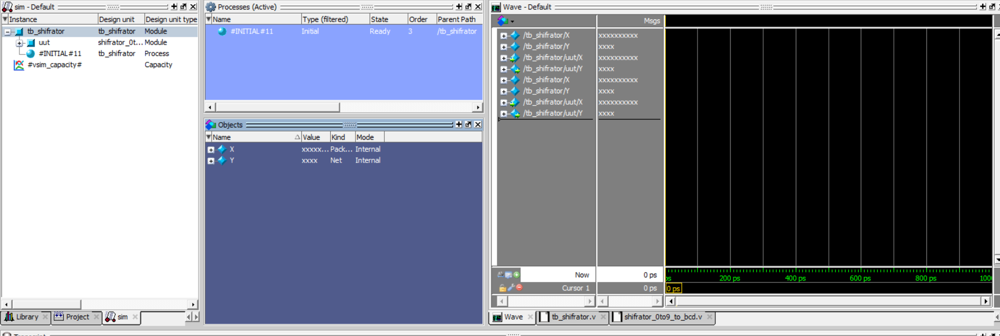 sim - Default
Instance Design unit Design unit type
tb_shifrator tb_shifrator Module
uut shifrator_0t... Module
#INITIAL#11 tb_shifrator Process
#vsim_capacity# Capacity
Library Project sim
Processes (Active)
Name Type (filtered) State Order Parent Path
#INITIAL#11 Initial Ready 3 /tb_shifrator
Objects
Name Value Kind Mode
X xxxxx... Pack... Internal
Y xxxx Net Internal
Wave - Default
Msgs
/tb_shifrator/X xxxxxxxxxx
/tb_shifrator/Y xxxx
/tb_shifrator/uut/X xxxxxxxxxx
/tb_shifrator/uut/Y xxxx
/tb_shifrator/X xxxxxxxxxx
/tb_shifrator/Y xxxx
/tb_shifrator/uut/X xxxxxxxxxx
/tb_shifrator/uut/Y xxxx
Now 0 ps
ps 200 ps 400 ps 600 ps 800 ps 100
Cursor 1 0 ps 0 ps
Wave tb_shifrator.v shifrator_0to9_to_bcd.v